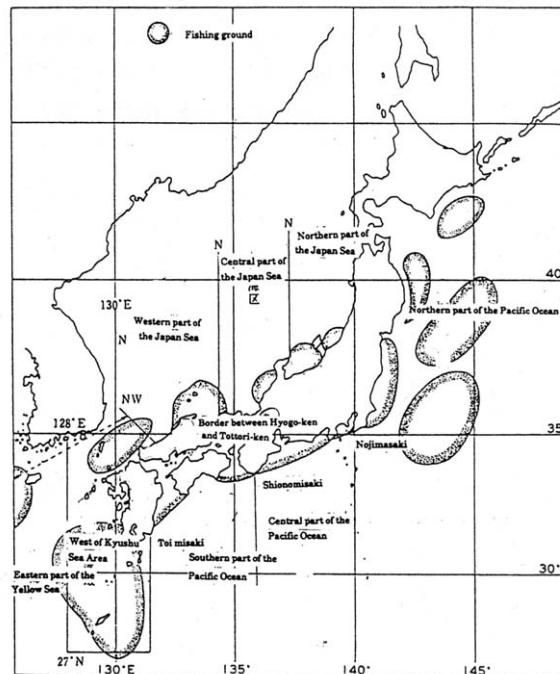 Fishing ground
N
Northern part of
the Japan Sea
N
Central part of
the Japan Sea
40
130°E
Western part of
the Japan Sea
Northern part of the Pacific Ocean
N
NW
128°E
Border between Hyogo-ken
and Tottori-ken
35
Nojimasaki
Shionomisaki
Central part of the
Pacific Ocean
West of Kyushu
Sea Area
Toi misaki
Southern part of the
Pacific Ocean
Eastern part of the
Yellow Sea
30°
27°N
130°E
135°
140°
145°